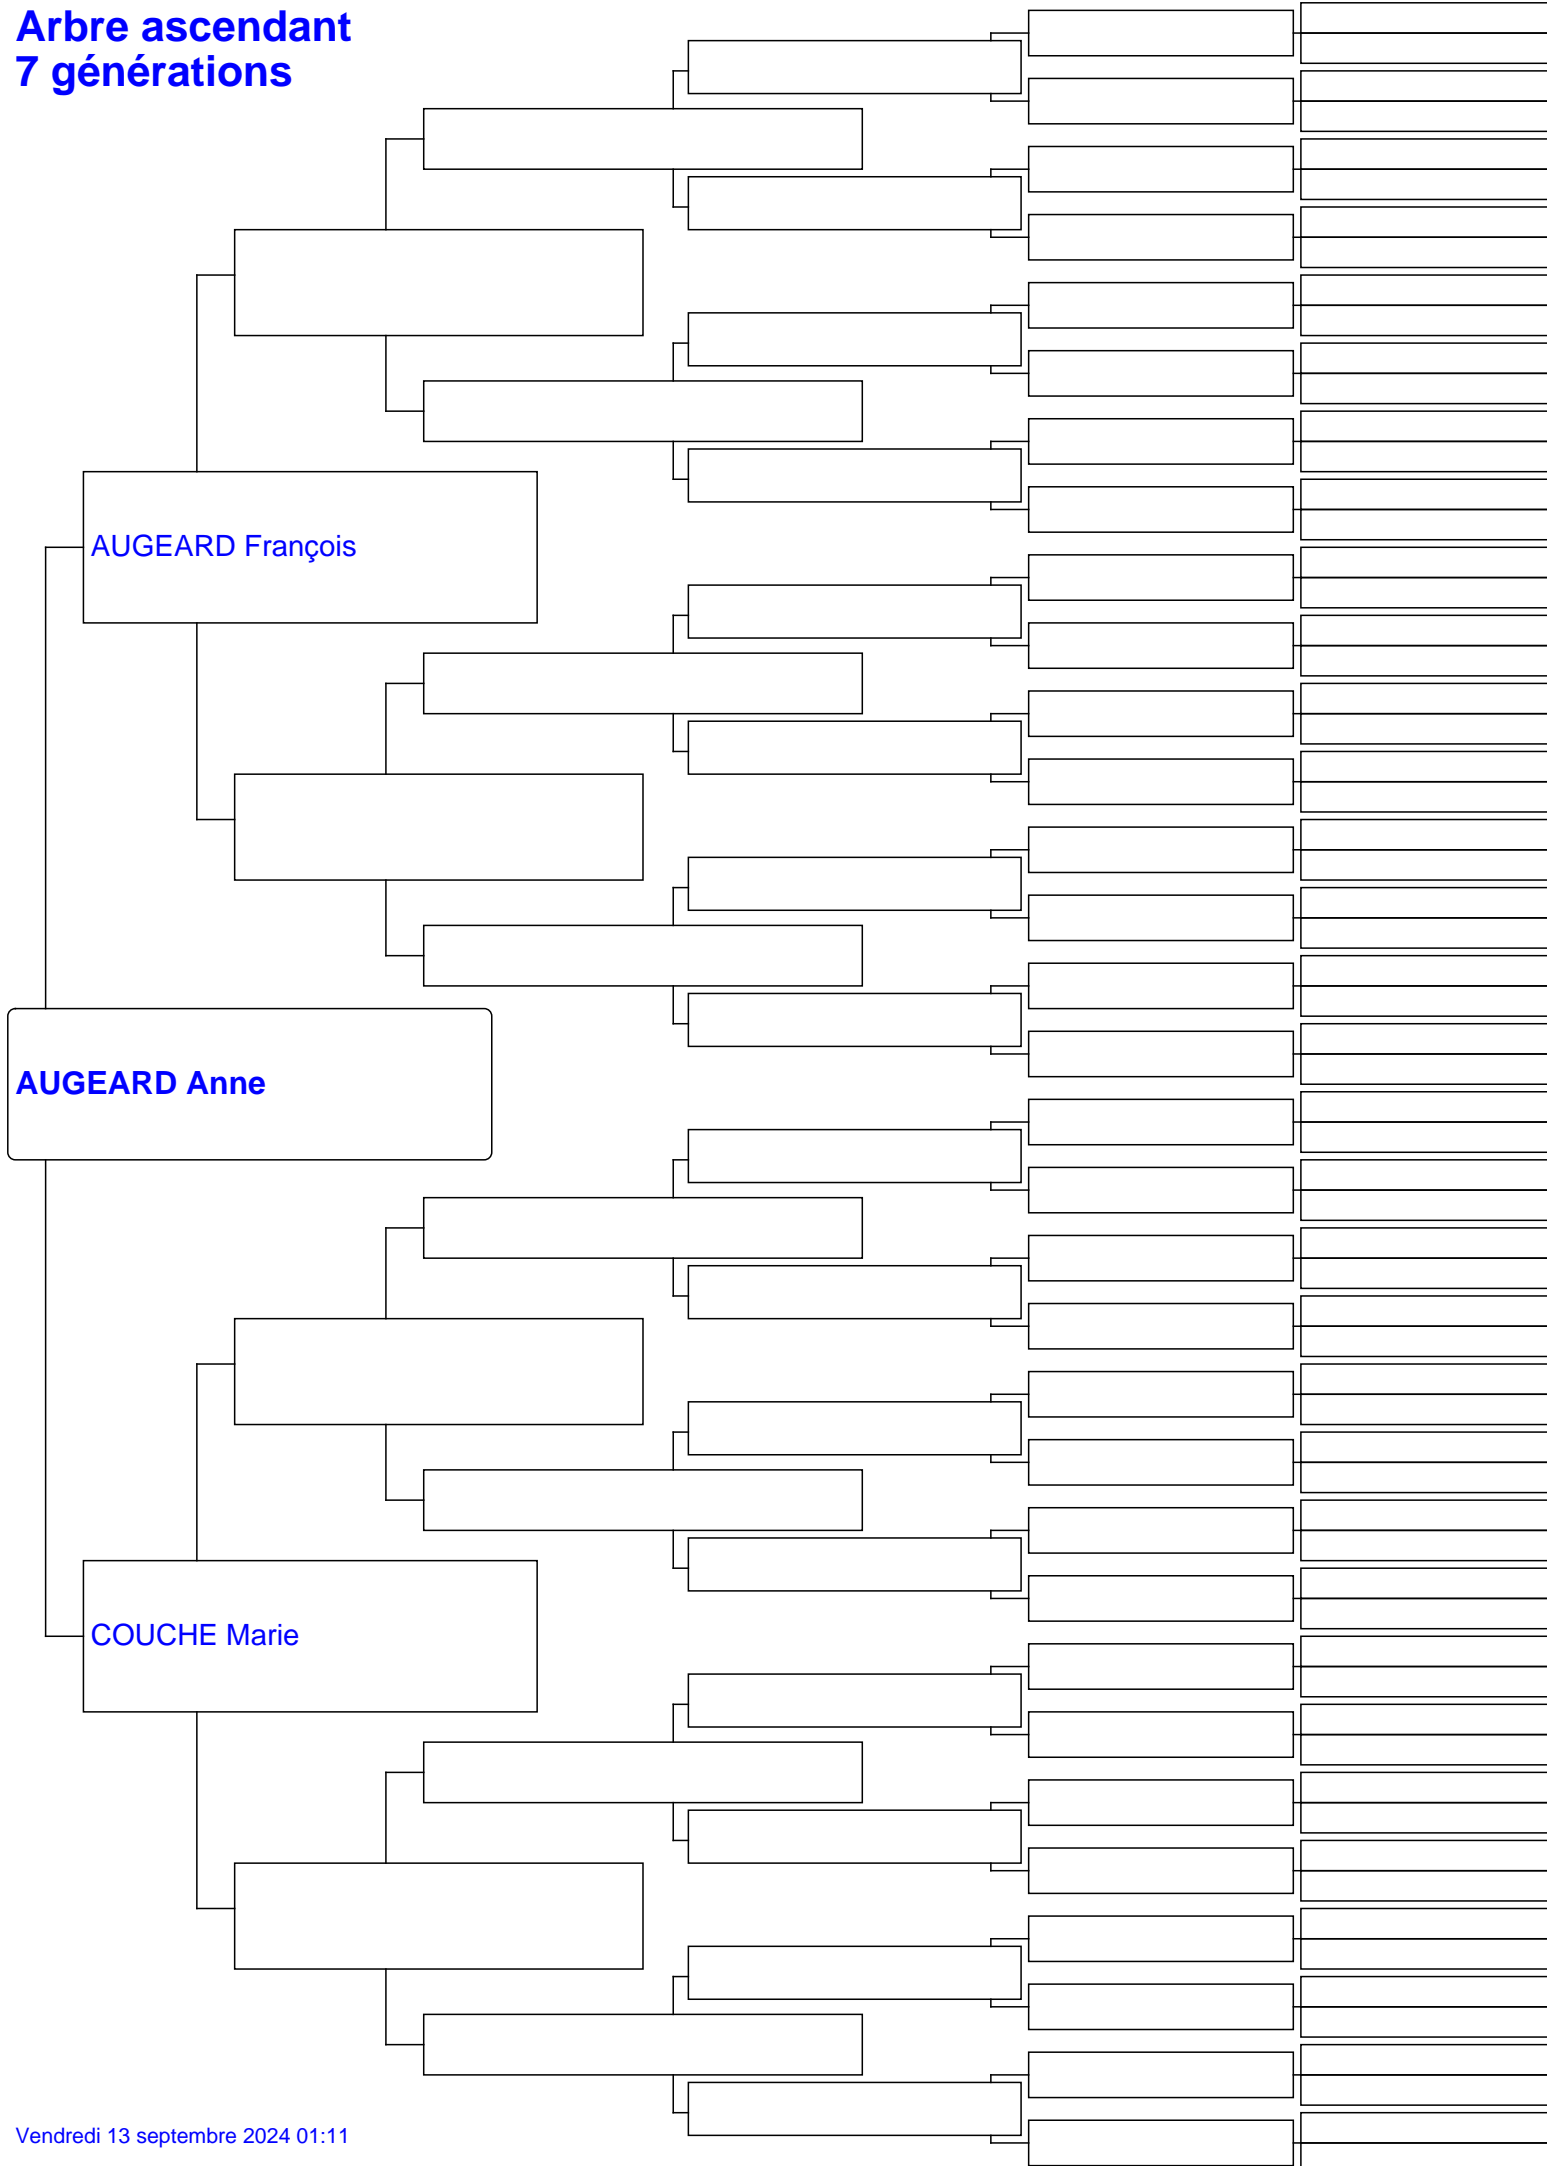 Arbre ascendant
7 générations
AUGEARD François
AUGEARD Anne
COUCHE Marie
Vendredi 13 septembre 2024 01:11